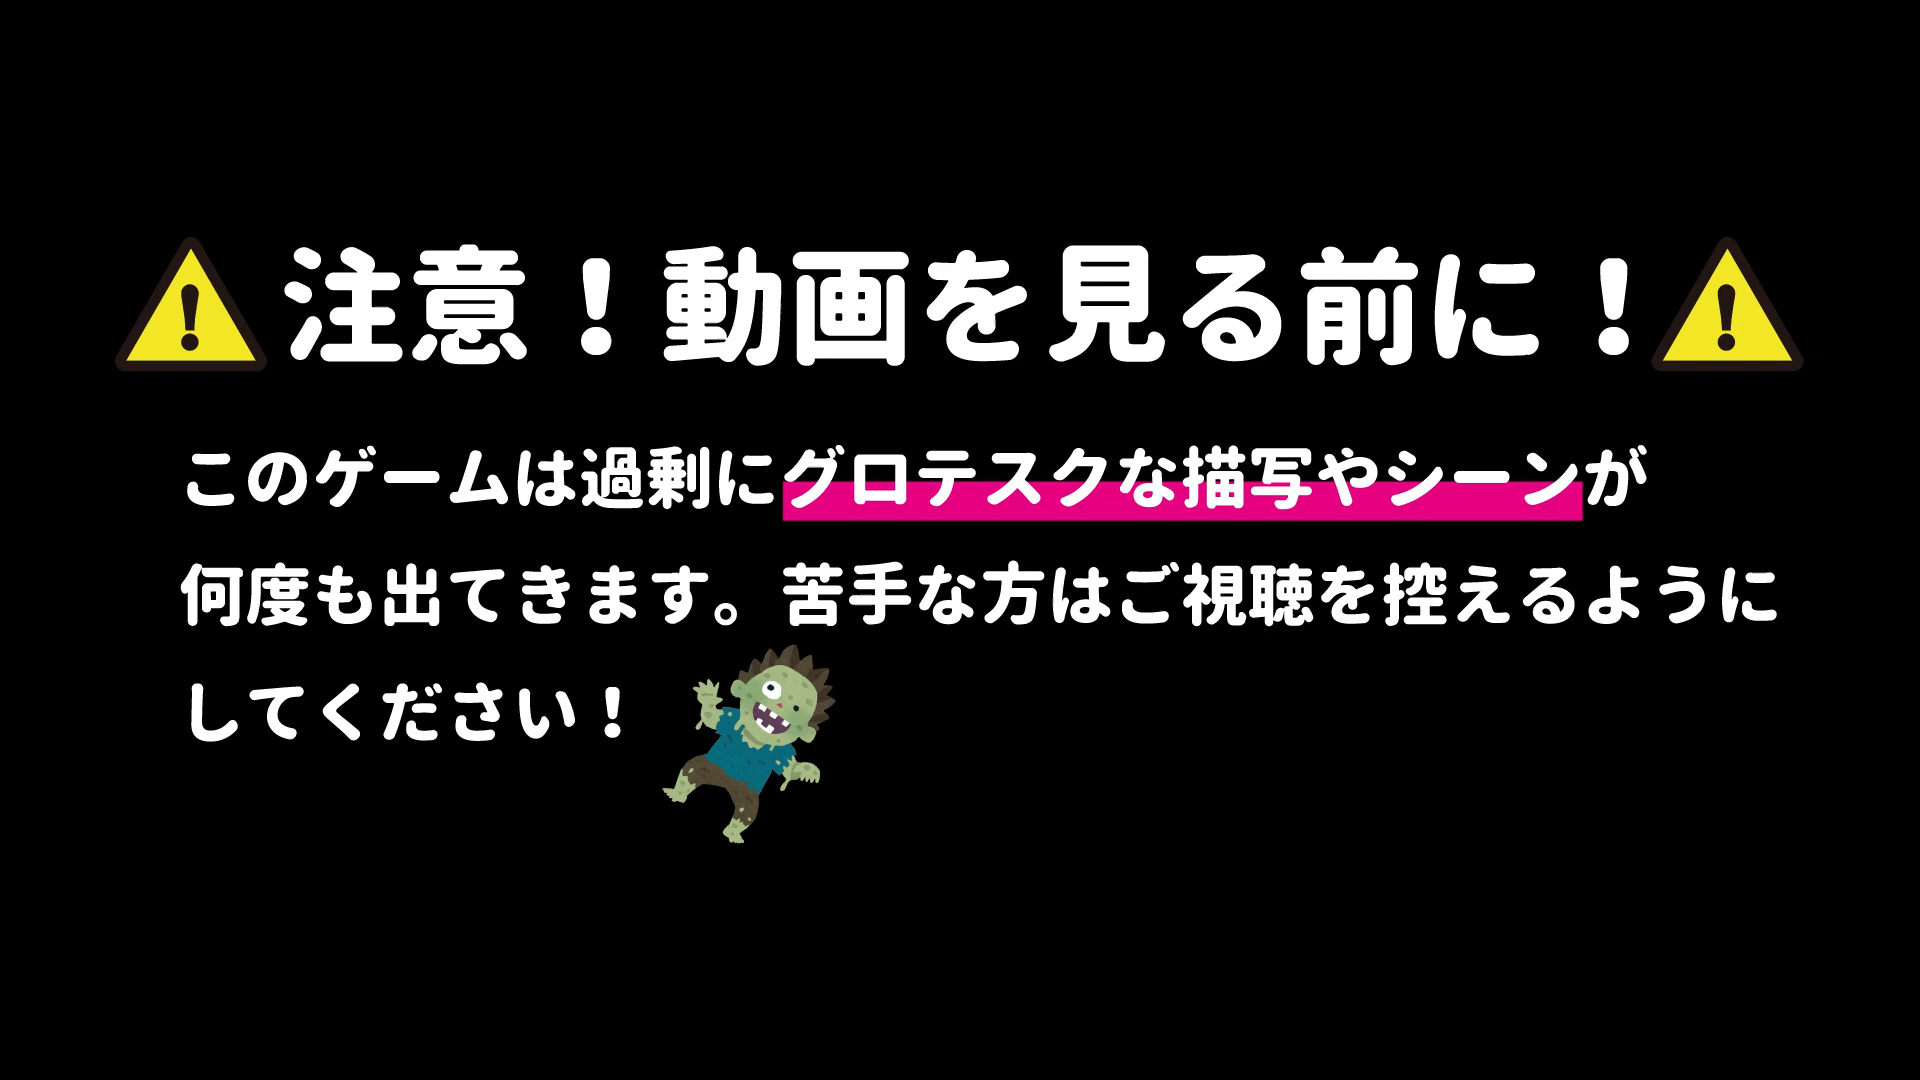 注意！動画を見る前に！
このゲームは過剰にグロテスクな描写やシーンが
何度も出てきます。苦手な方はご視聴を控えるように
してください！